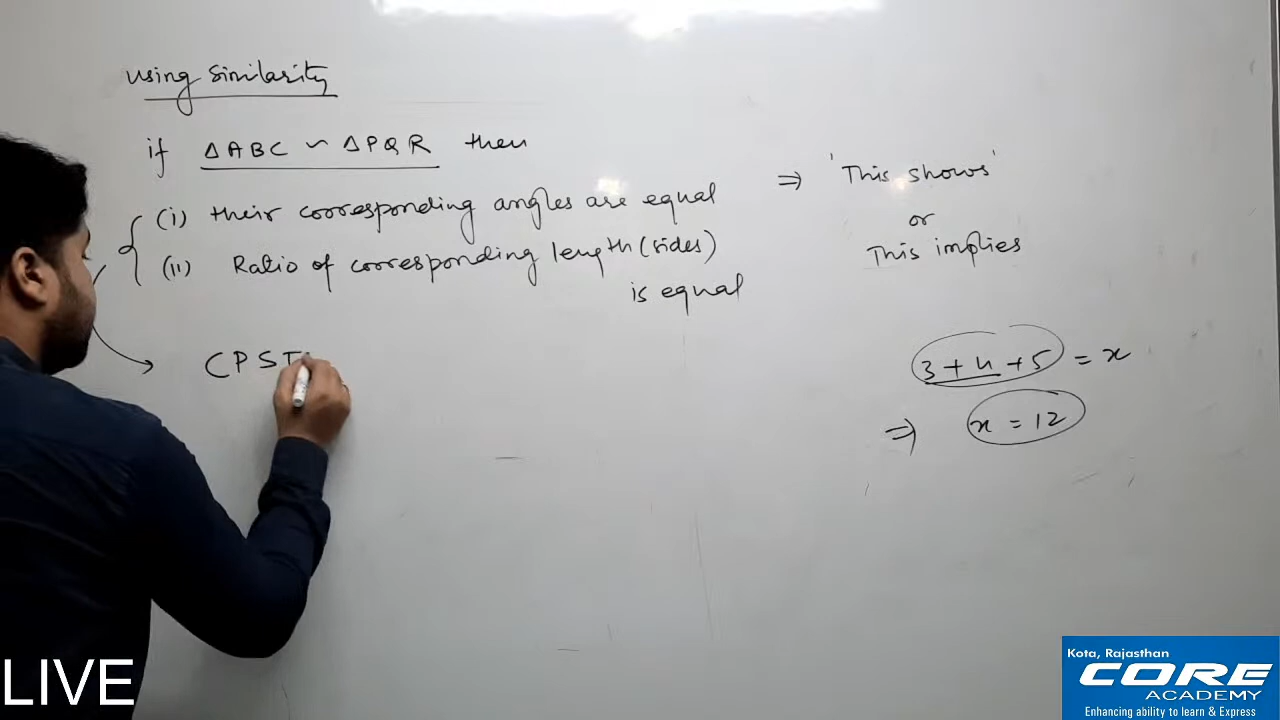 Using Similarity
if ΔABC ~ ΔPQR then
(i) their corresponding angles are equal
(ii) Ratio of corresponding length (sides)
is equal
CPST
⇒ 'This shows'
or
This implies
3 + 4 + 5 = x
⇒ x = 12
LIVE
Kota, Rajasthan
CORE
ACADEMY
Enhancing ability to learn & Express